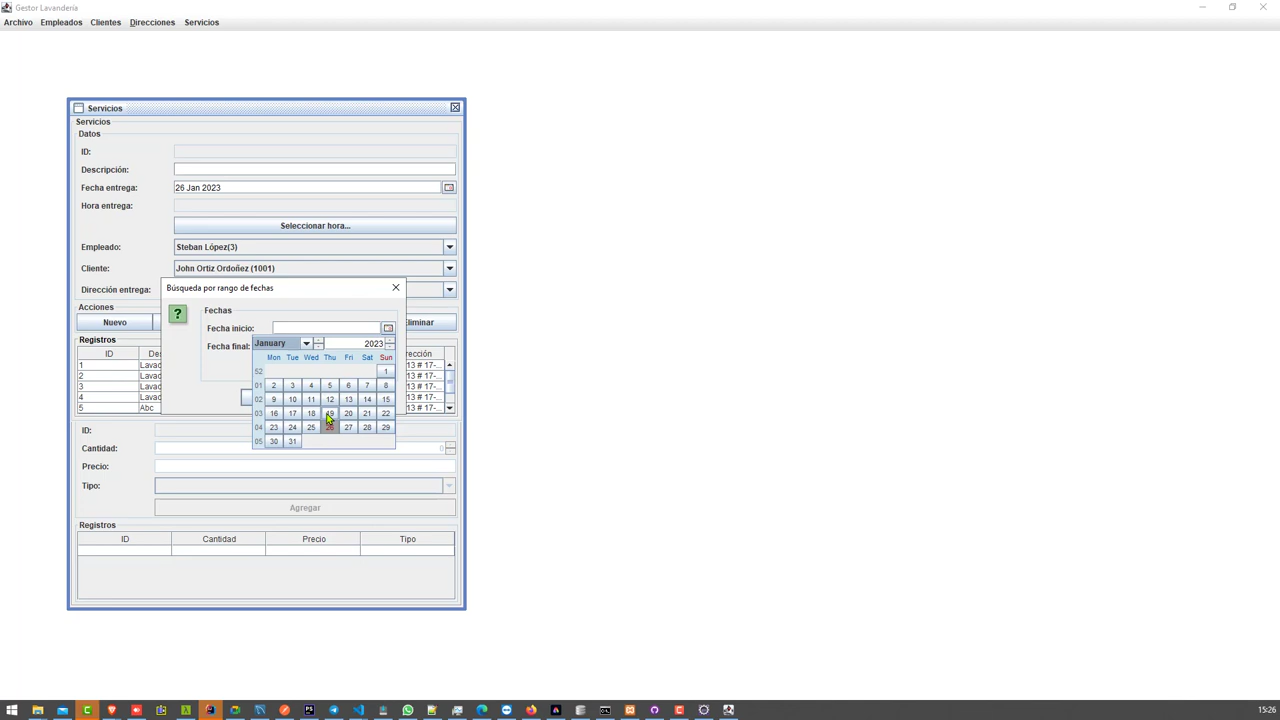 Gestor Lavandería
Archivo Empleados Clientes Direcciones Servicios
Servicios
Servicios
Datos
ID:
Descripción:
Fecha entrega: 26 Jan 2023
Hora entrega:
Seleccionar hora...
Empleado: Steban López(3)
Cliente: John Ortiz Ordoñez (1001)
Dirección entrega:
Búsqueda por rango de fechas
?
Fechas
Fecha inicio:
Fecha final:
January 2023
Mon Tue Wed Thu Fri Sat Sun
52 1
01 2 3 4 5 6 7 8
02 9 10 11 12 13 14 15
03 16 17 18 19 20 21 22
04 23 24 25 26 27 28 29
05 30 31
Acciones
Nuevo
Eliminar
Registros
ID
1
2 13 # 17-...
3 13 # 17-...
4
5 Abc
ID:
Cantidad: 0
Precio:
Tipo:
Agregar
Registros
ID Cantidad Precio Tipo
15:26